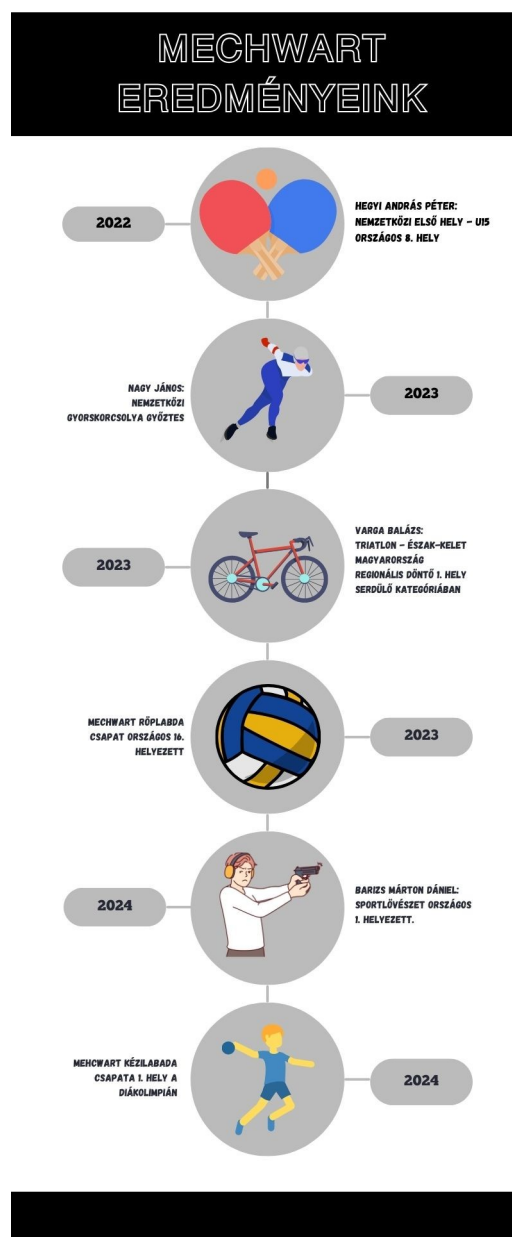 MECHWART
EREDMÉNYEINK
2022
HEGYI ANDRÁS PÉTER:
NEMZETKÖZI ELSŐ HELY – U15
ORSZÁGOS 8. HELY
NAGY JÁNOS:
NEMZETKÖZI
GYORSKORCSOLYA GYŐZTES
2023
2023
VARGA BALÁZS:
TRIATLON – ÉSZAK-KELET
MAGYARORSZÁG
REGIONÁLIS DÖNTŐ 1. HELY
SERDÜLŐ KATEGÓRIÁBAN
MECHWART RÖPLABDA
CSAPAT ORSZÁGOS 16.
HELYEZETT
2023
2024
BARIZS MÁRTON DÁNIEL:
SPORTLÖVÉSZET ORSZÁGOS
1. HELYEZETT.
MEHCWART KÉZILABADA
CSAPATA 1. HELY A
DIÁKOLIMPIÁN
2024